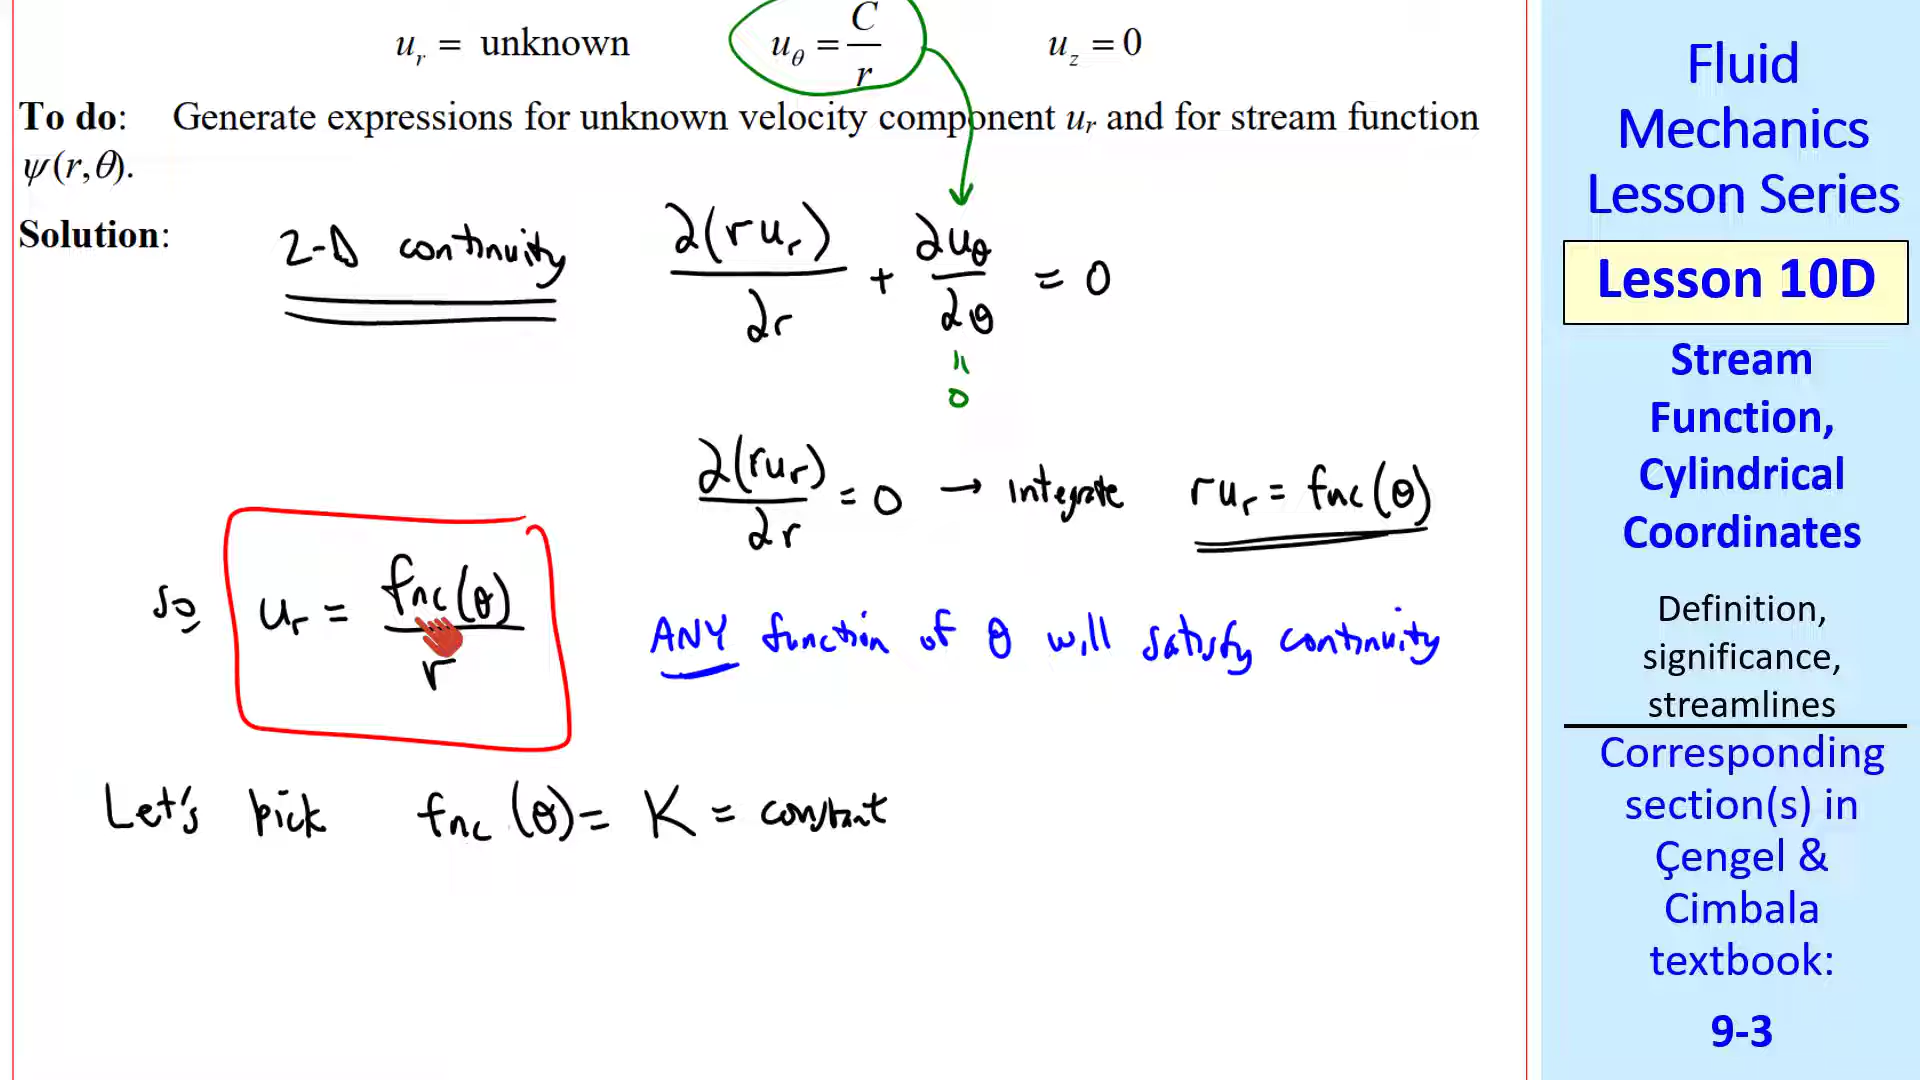 u_r = unknown u_θ = C/r u_z = 0
To do: Generate expressions for unknown velocity component u_r and for stream function
ψ(r,θ).
Solution: 2-D continuity ∂(r u_r)/∂r + ∂u_θ/∂θ = 0
"
0
∂(r u_r)/∂r = 0 → integrate r u_r = fnc(θ)
so u_r = fnc(θ)/r
ANY function of θ will satisfy continuity
Let's pick fnc(θ) = K = constant
Fluid
Mechanics
Lesson Series
Lesson 10D
Stream
Function,
Cylindrical
Coordinates
Definition,
significance,
streamlines
Corresponding
section(s) in
Çengel &
Cimbala
textbook:
9-3